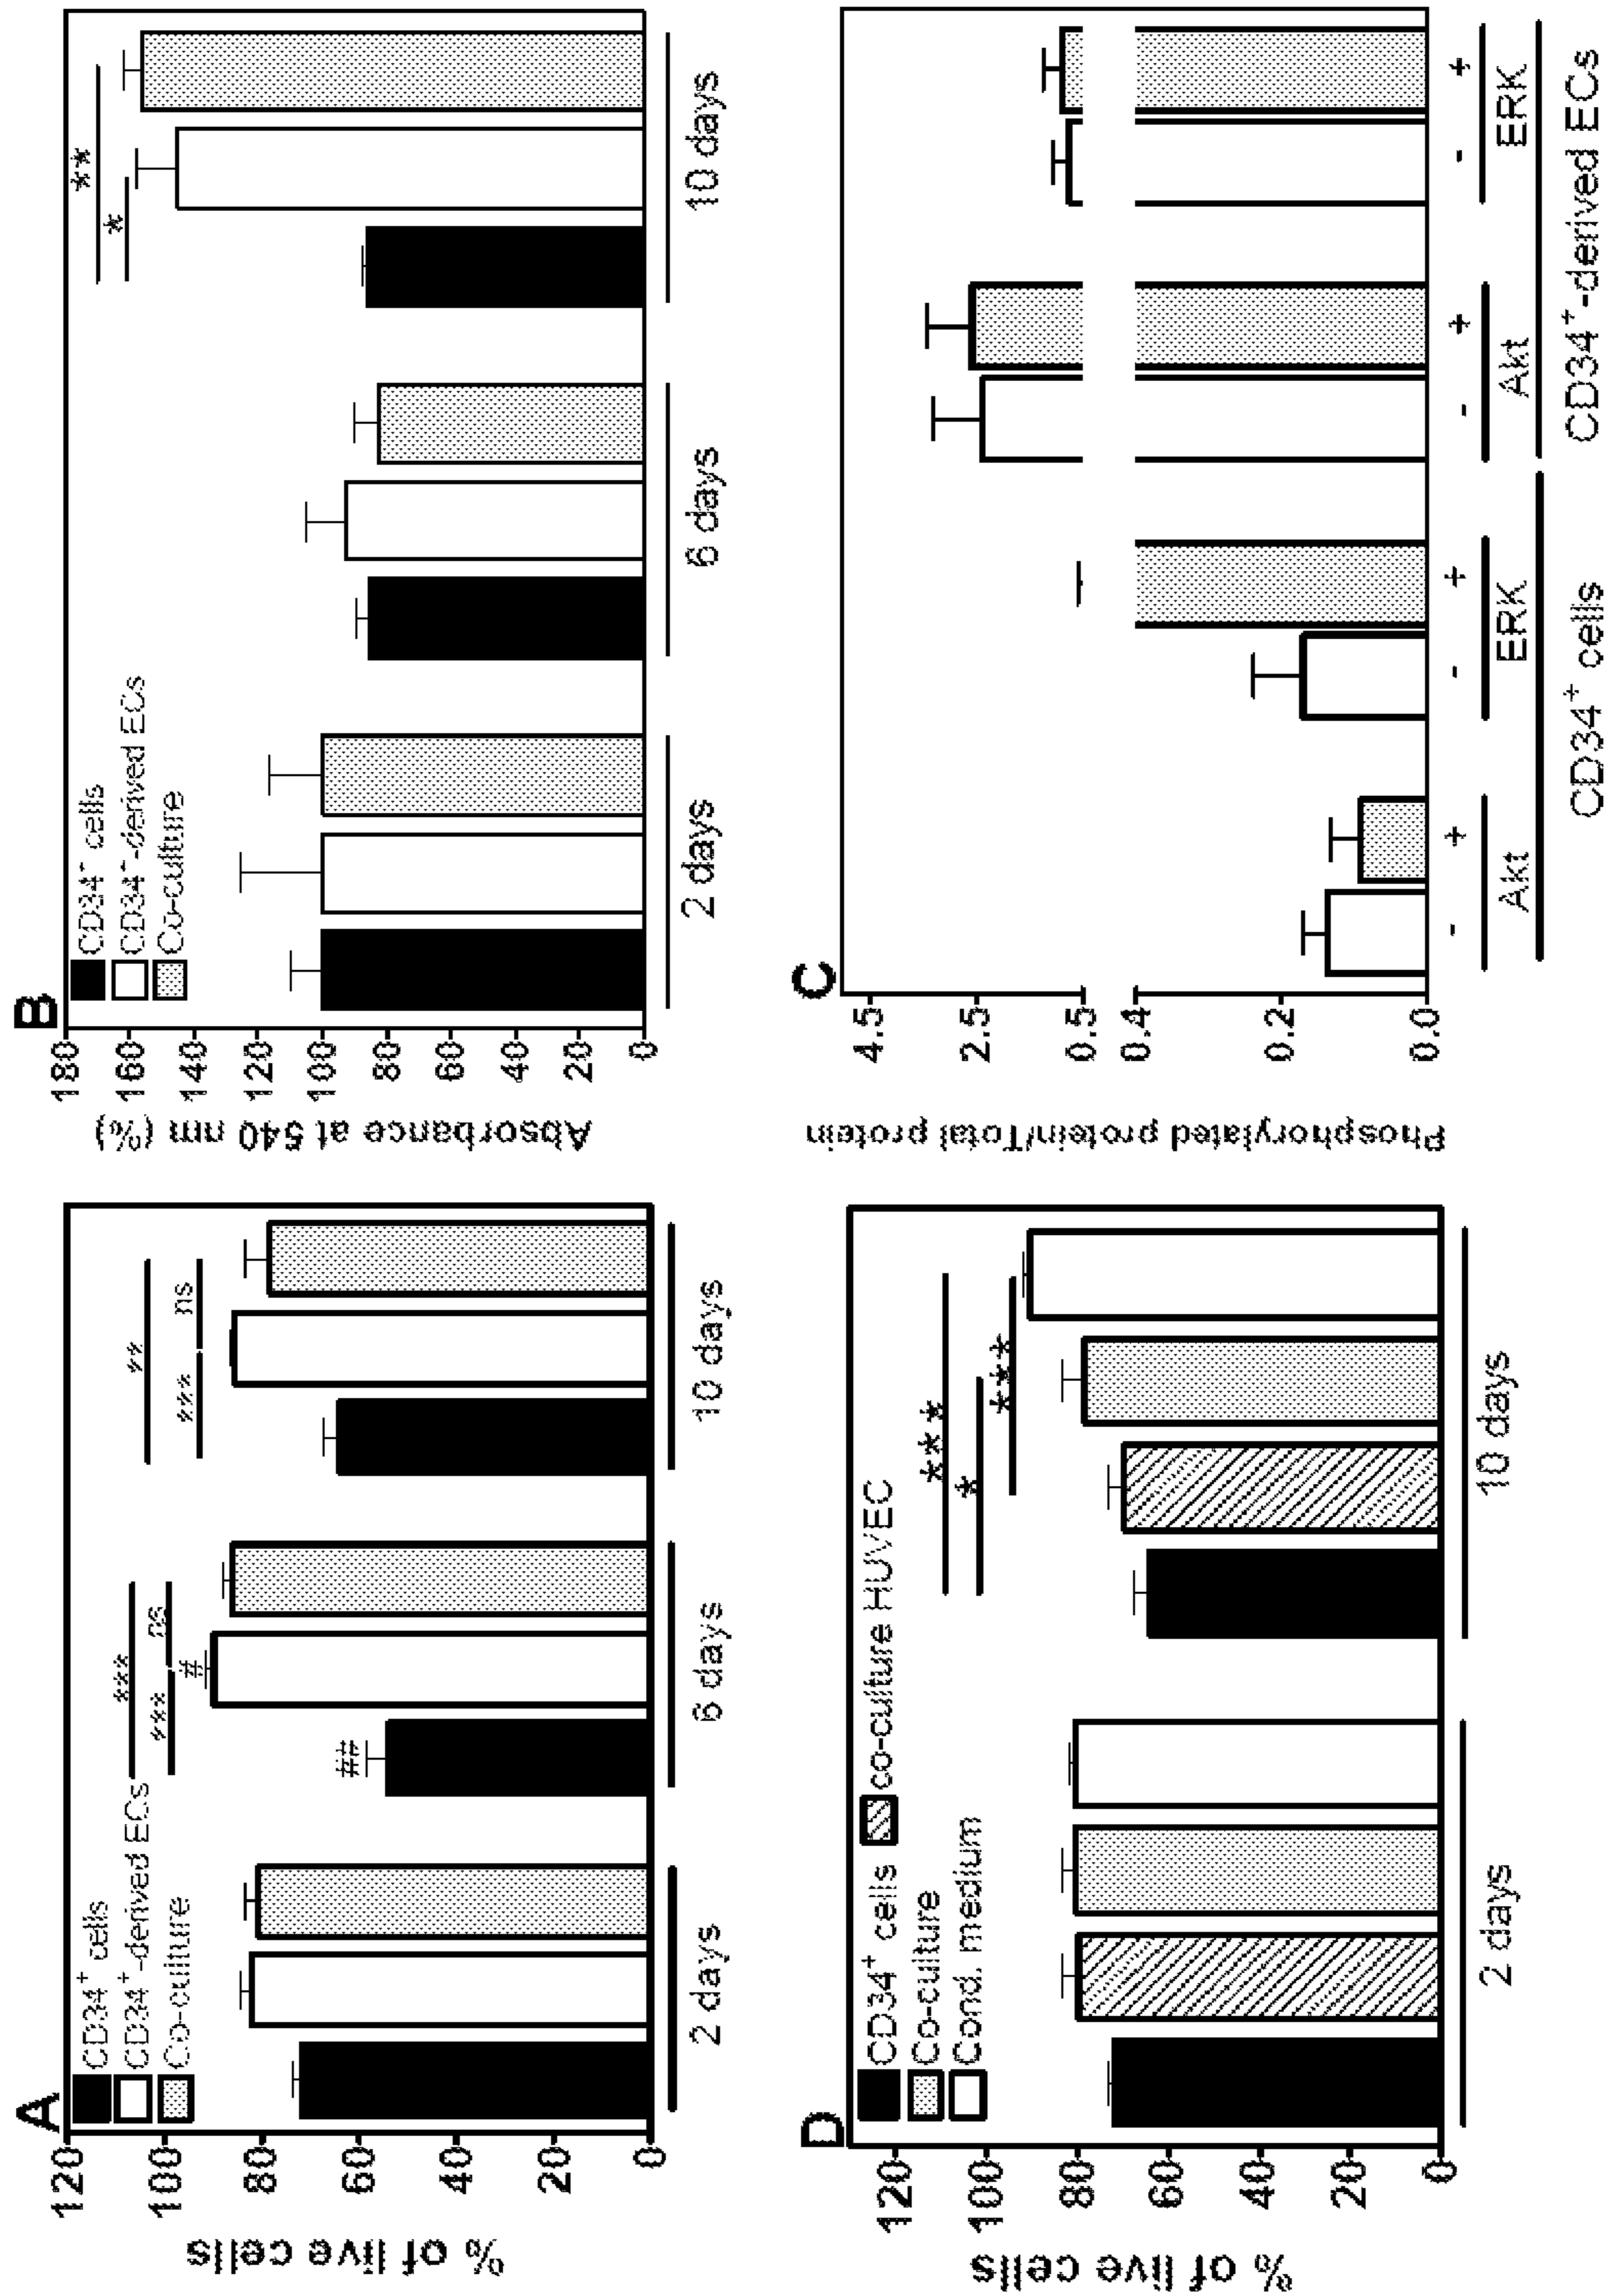 A
CD34+ cells
CD34+-derived ECs
Co-culture
% of live cells
120
100
80
60
40
20
0
*** ns
***
## #
*** ns
**
2 days 6 days 10 days
B
CD34+ cells
CD34+-derived ECs
Co-culture
Absorbance at 540 nm (%)
180
160
140
120
100
80
60
40
20
0
**
*
2 days 6 days 10 days
D
CD34+ cells
co-culture HUVEC
Co-culture
Cond. medium
% of live cells
120
100
80
60
40
20
0
***
*
***
2 days 10 days
C
Phosphorylated protein/Total protein
4.5
2.5
0.5
0.4
0.2
0.0
- + - + - + - +
Akt ERK Akt ERK
CD34+ cells CD34+-derived ECs